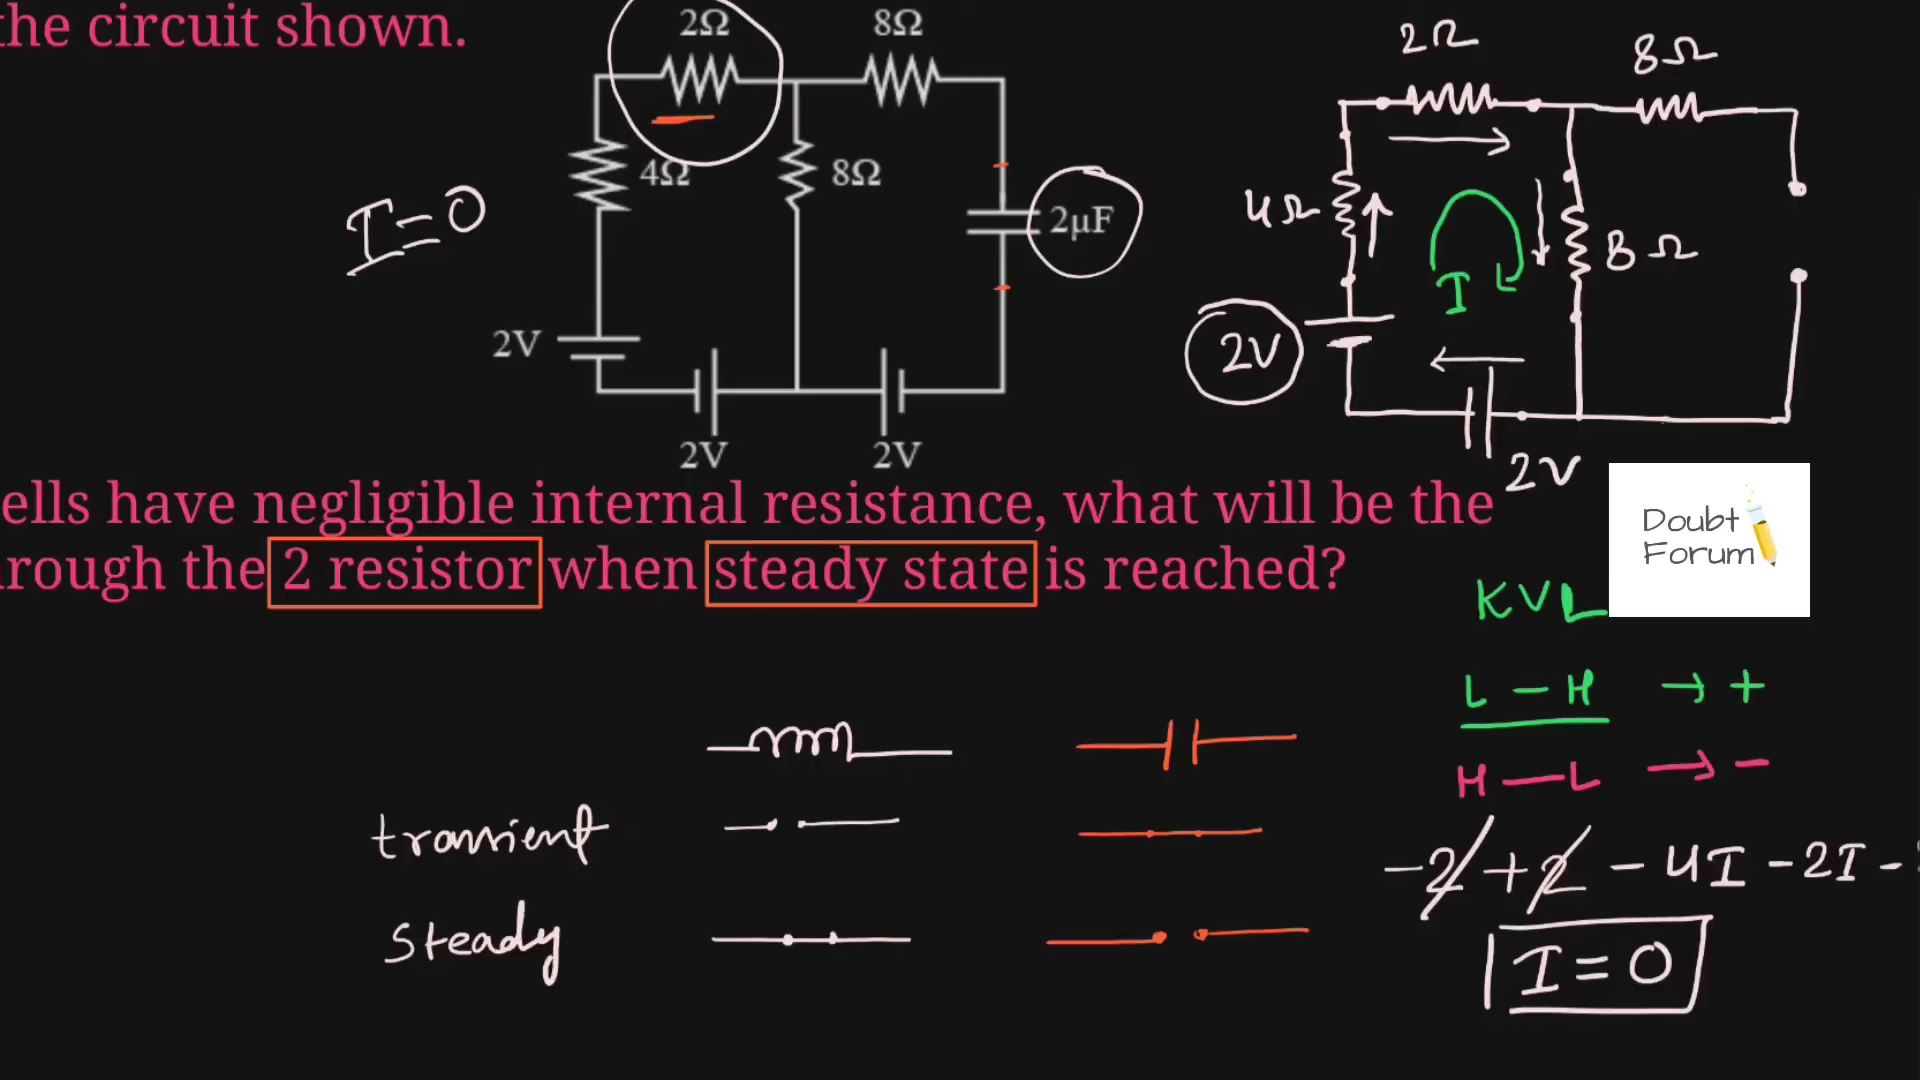 he circuit shown.
2Ω
8Ω
4Ω
8Ω
2µF
2V
2V
2V
I=0
2Ω
8Ω
4Ω
8Ω
I
2V
2V
ells have negligible internal resistance, what will be the
rough the 2 resistor when steady state is reached?
Doubt
Forum
KVL
L – H → +
H – L → –
transient
steady
-2 + 2 - 4I - 2I -
I = 0